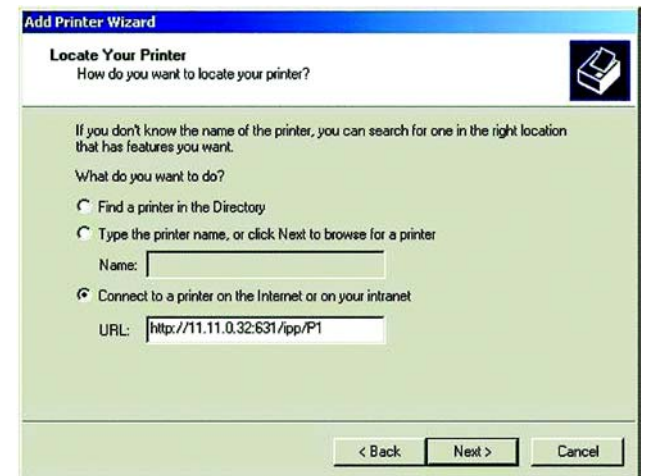 Add Printer Wizard
Locate Your Printer
How do you want to locate your printer?
If you don't know the name of the printer, you can search for one in the right location
that has features you want.
What do you want to do?
Find a printer in the Directory
Type the printer name, or click Next to browse for a printer
Name:
Connect to a printer on the Internet or on your intranet
URL: http://11.11.0.32:631/ipp/P1
< Back Next > Cancel